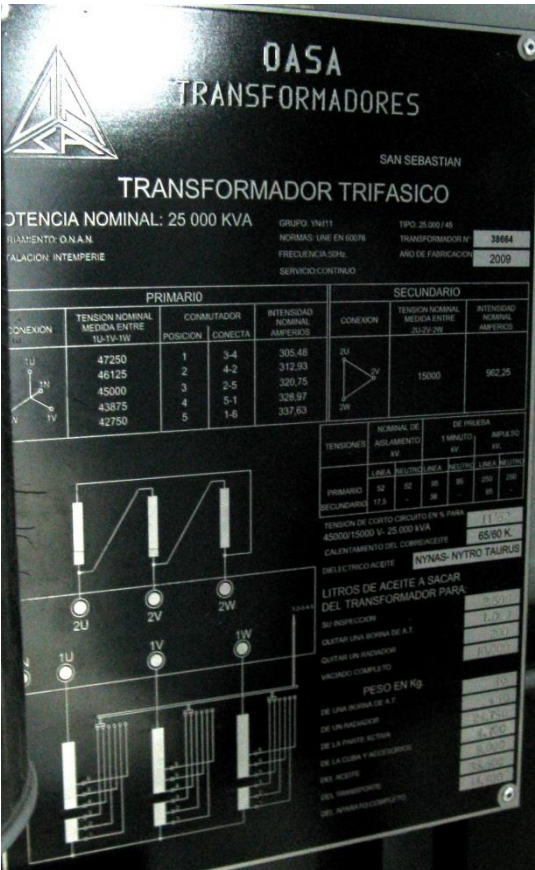 OASA
TRANSFORMADORES
SAN SEBASTIAN
TRANSFORMADOR TRIFASICO
OTENCIA NOMINAL: 25 000 KVA
GRUPO: YNd11
TIPO: 25.000 / 45
RIAMIENTO: O.N.A.N.
NORMAS: UNE EN 60076
TRANSFORMADOR Nº
38664
TALACION: INTEMPERIE
FRECUENCIA: 50Hz.
AÑO DE FABRICACION
2009
SERVICIO: CONTINUO
PRIMARIO
SECUNDARIO
CONEXION
TENSION NOMINAL MEDIDA ENTRE 1U-1V-1W
CONMUTADOR
POSICION
CONECTA
INTENSIDAD NOMINAL AMPERIOS
CONEXION
TENSION NOMINAL MEDIDA ENTRE 2U-2V-2W
INTENSIDAD NOMINAL AMPERIOS
1U
1N
1V
47250 1 3-4 305,48
46125 2 4-2 312,93
45000 3 2-5 320,75
43875 4 5-1 328,97
42750 5 1-6 337,63
2U
2V
2W
15000
962,25
TENSIONES
NOMINAL DE AISLAMIENTO kV.
DE PRUEBA
1 MINUTO kV.
IMPULSO kV.
LINEA NEUTRO LINEA NEUTRO LINEA NEUTRO
PRIMARIO 52 52 95 95 250 250
SECUNDARIO 17,5 - 38 - 95 -
TENSION DE CORTO CIRCUITO EN % PARA
45000/15000 V- 25.000 kVA
CALENTAMIENTO DEL COBRE/ACEITE
65/60 K.
DIELECTRICO ACEITE
NYNAS- NYTRO TAURUS
LITROS DE ACEITE A SACAR
DEL TRANSFORMADOR PARA:
SU INSPECCION
QUITAR UNA BORNA DE A.T.
QUITAR UN RADIADOR
VACIADO COMPLETO
10.000
PESO EN Kg.
DE UNA BORNA DE A.T.
DE UN RADIADOR
DE LA PARTE ACTIVA
DE LA CUBA Y ACCESORIOS
DEL ACEITE
DEL TRANSPORTE
DEL APARATO COMPLETO
2U
2V
2W
1U
1V
1W